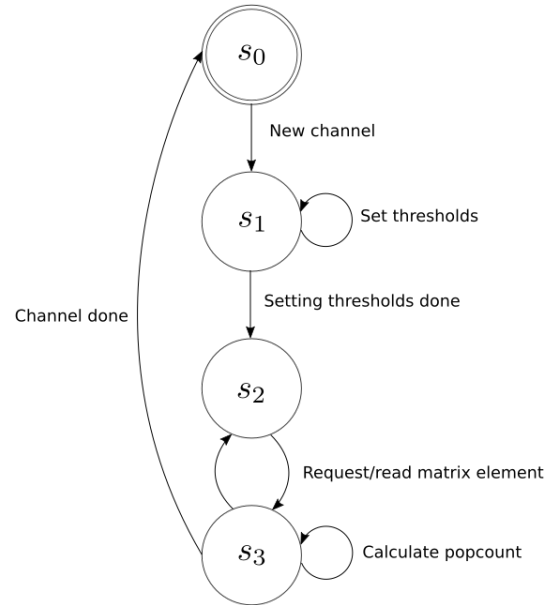 s0
New channel
s1
Set thresholds
Setting thresholds done
Channel done
s2
Request/read matrix element
s3
Calculate popcount